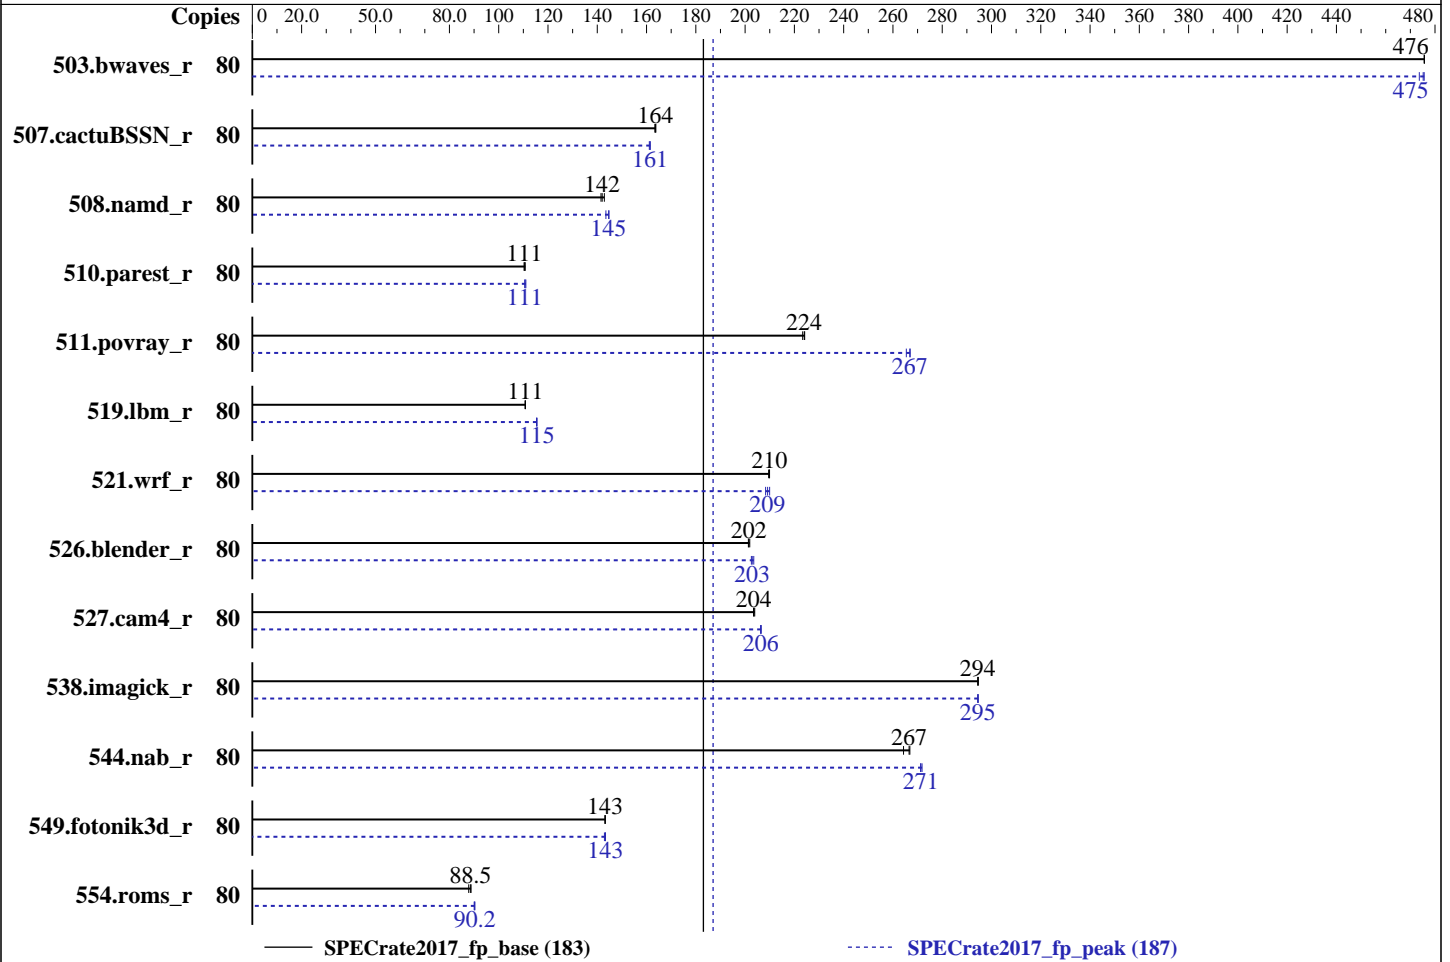 Copies 0 20.0 50.0 80.0 100 120 140 160 180 200 220 240 260 280 300 320 340 360 380 400 420 440 480
476
503.bwaves_r 80
475
164
507.cactuBSSN_r 80
161
142
508.namd_r 80
145
111
510.parest_r 80
111
224
511.povray_r 80
267
111
519.lbm_r 80
115
210
521.wrf_r 80
209
202
526.blender_r 80
203
204
527.cam4_r 80
206
294
538.imagick_r 80
295
267
544.nab_r 80
271
143
549.fotonik3d_r 80
143
88.5
554.roms_r 80
90.2
SPECrate2017_fp_base (183) SPECrate2017_fp_peak (187)